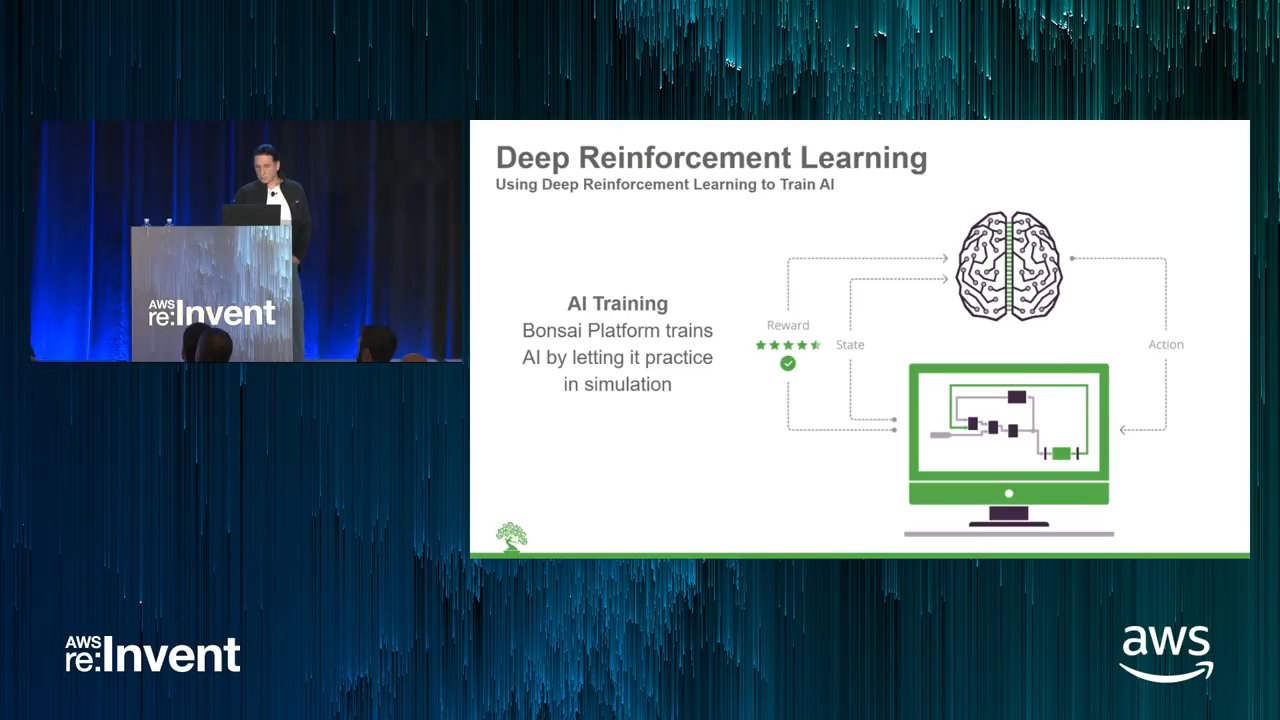 Deep Reinforcement Learning
Using Deep Reinforcement Learning to Train AI
AI Training
Bonsai Platform trains
AI by letting it practice
in simulation
Reward
State
Action
AWS
re:Invent
AWS
re:Invent
aws